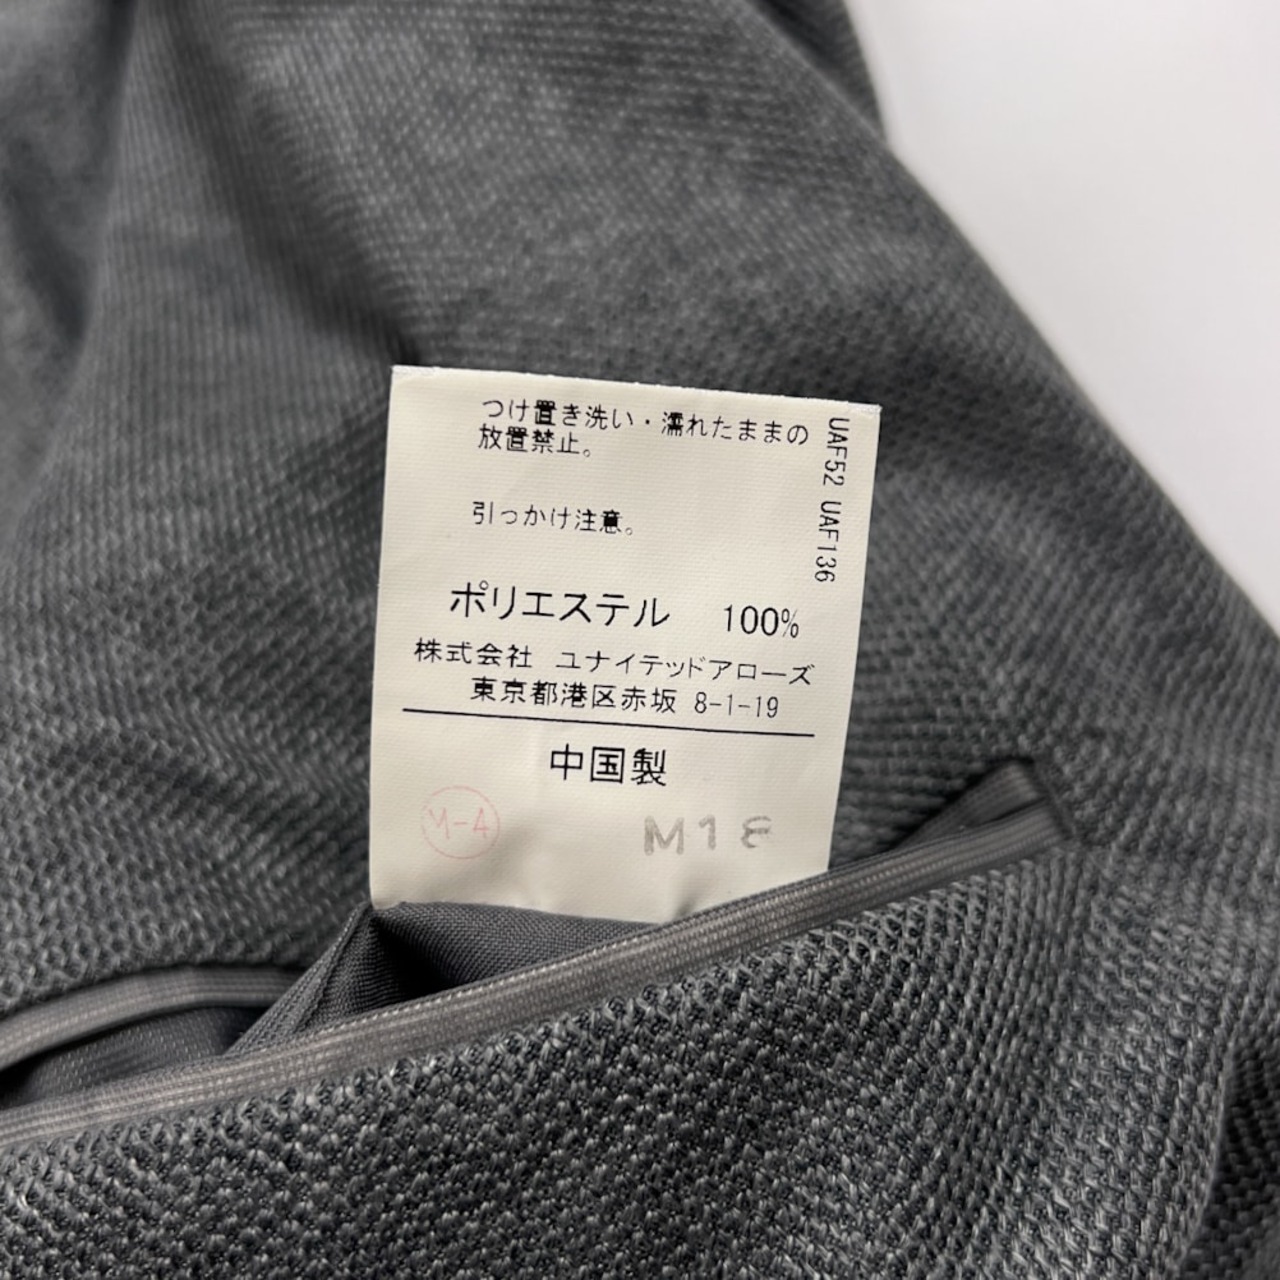 つけ置き洗い・濡れたままの
放置禁止。
引っかけ注意。
ポリエステル 100%
株式会社 ユナイテッドアローズ
東京都港区赤坂 8-1-19
中国製
UAF52 UAF136